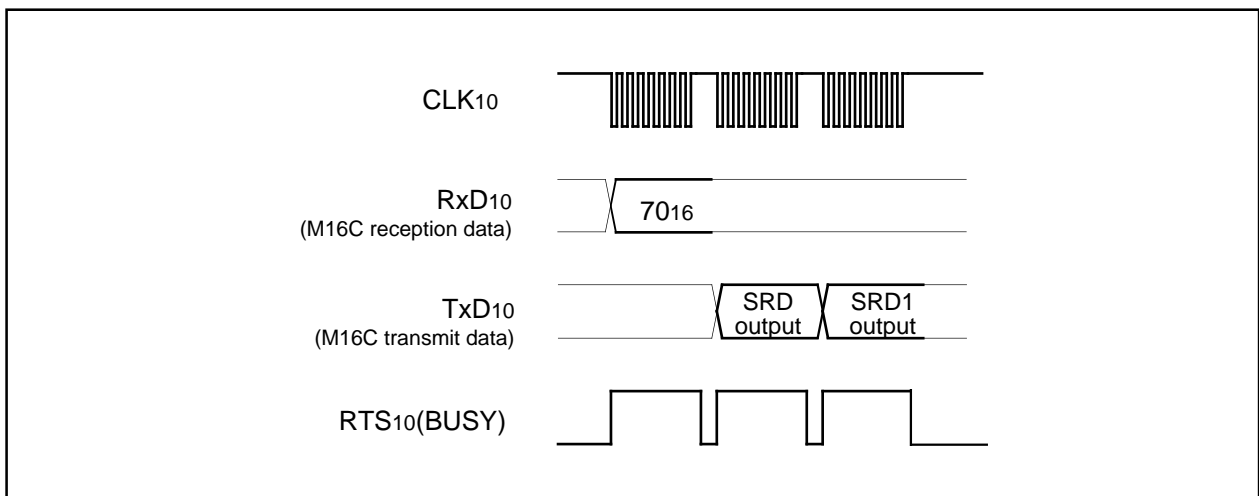 CLK10
RxD10
7016
(M16C reception data)
TxD10
SRD
output
SRD1
output
(M16C transmit data)
RTS10(BUSY)